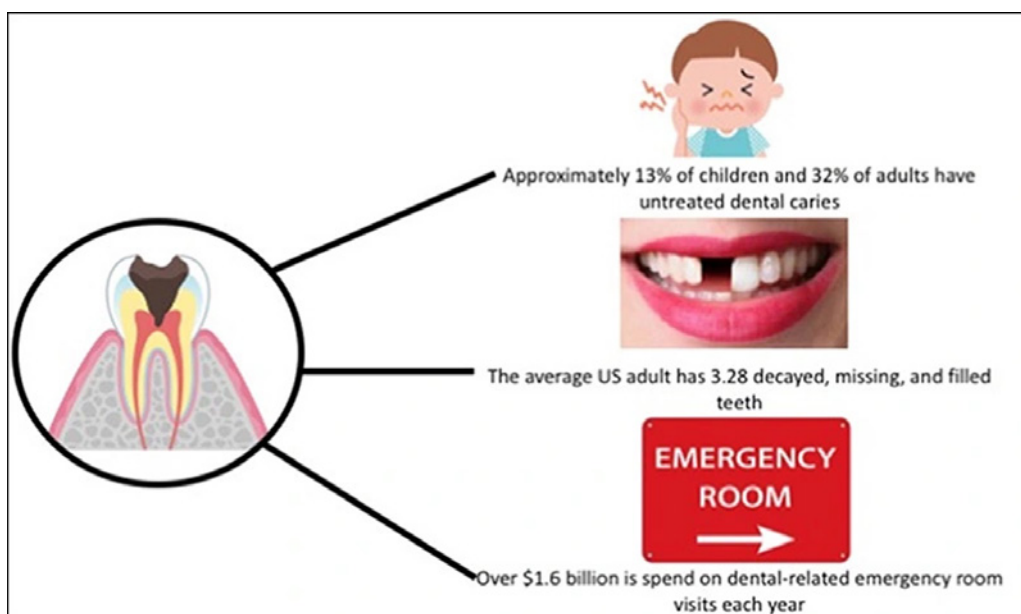 Approximately 13% of children and 32% of adults have
untreated dental caries
The average US adult has 3.28 decayed, missing, and filled
teeth
EMERGENCY
ROOM
Over $1.6 billion is spend on dental-related emergency room
visits each year